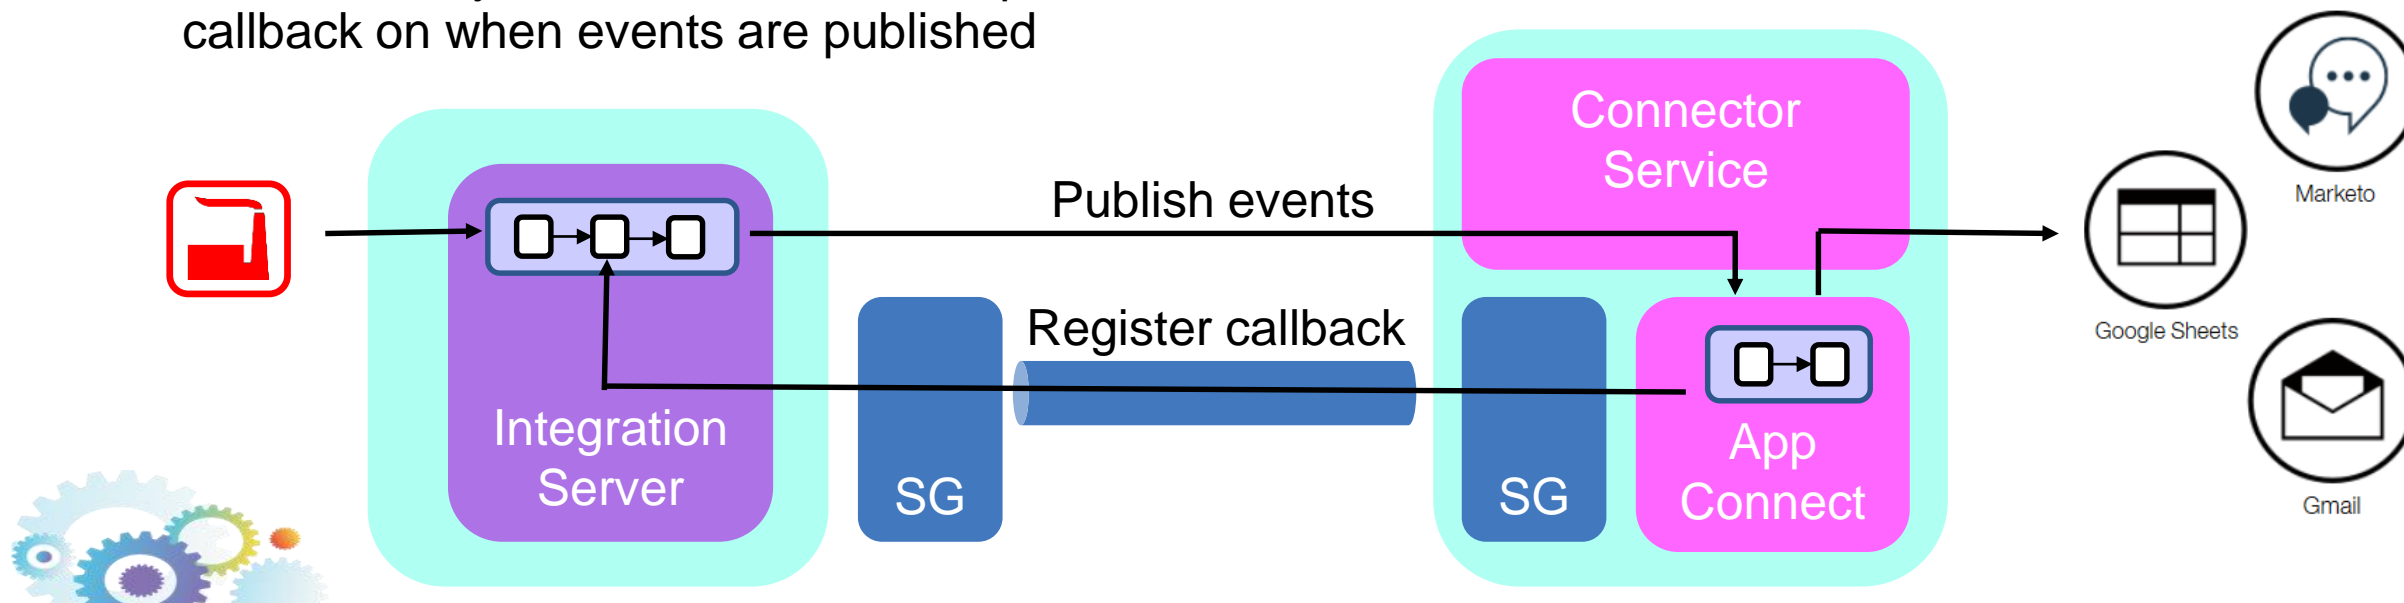 callback on when events are published
Publish events
Register callback
Integration
Server
SG
SG
Connector
Service
App
Connect
Marketo
Google Sheets
Gmail